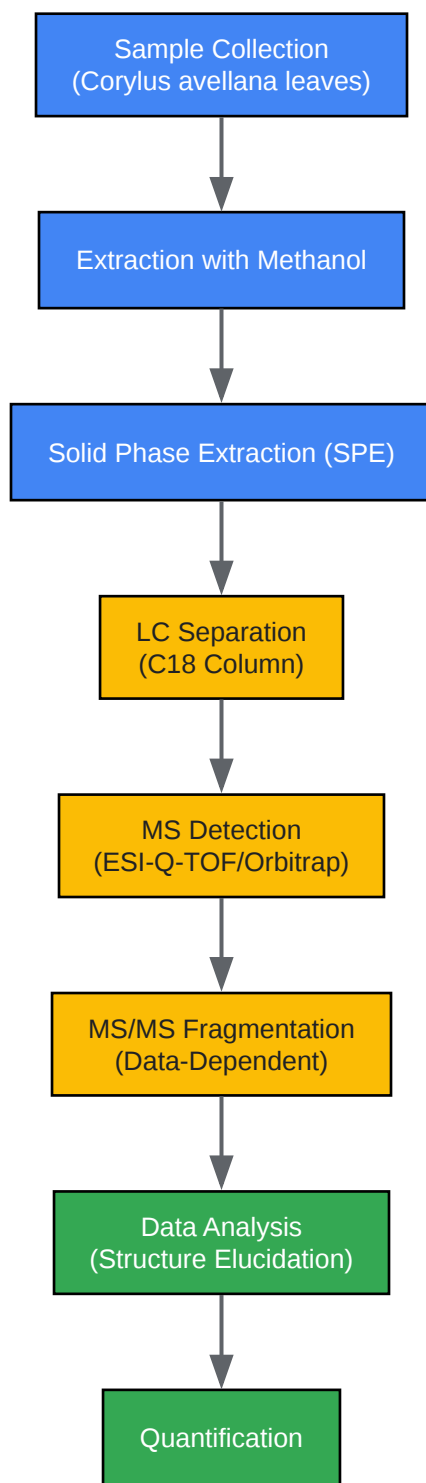 Sample Collection
(Corylus avellana leaves)
Extraction with Methanol
Solid Phase Extraction (SPE)
LC Separation
(C18 Column)
MS Detection
(ESI-Q-TOF/Orbitrap)
MS/MS Fragmentation
(Data-Dependent)
Data Analysis
(Structure Elucidation)
Quantification